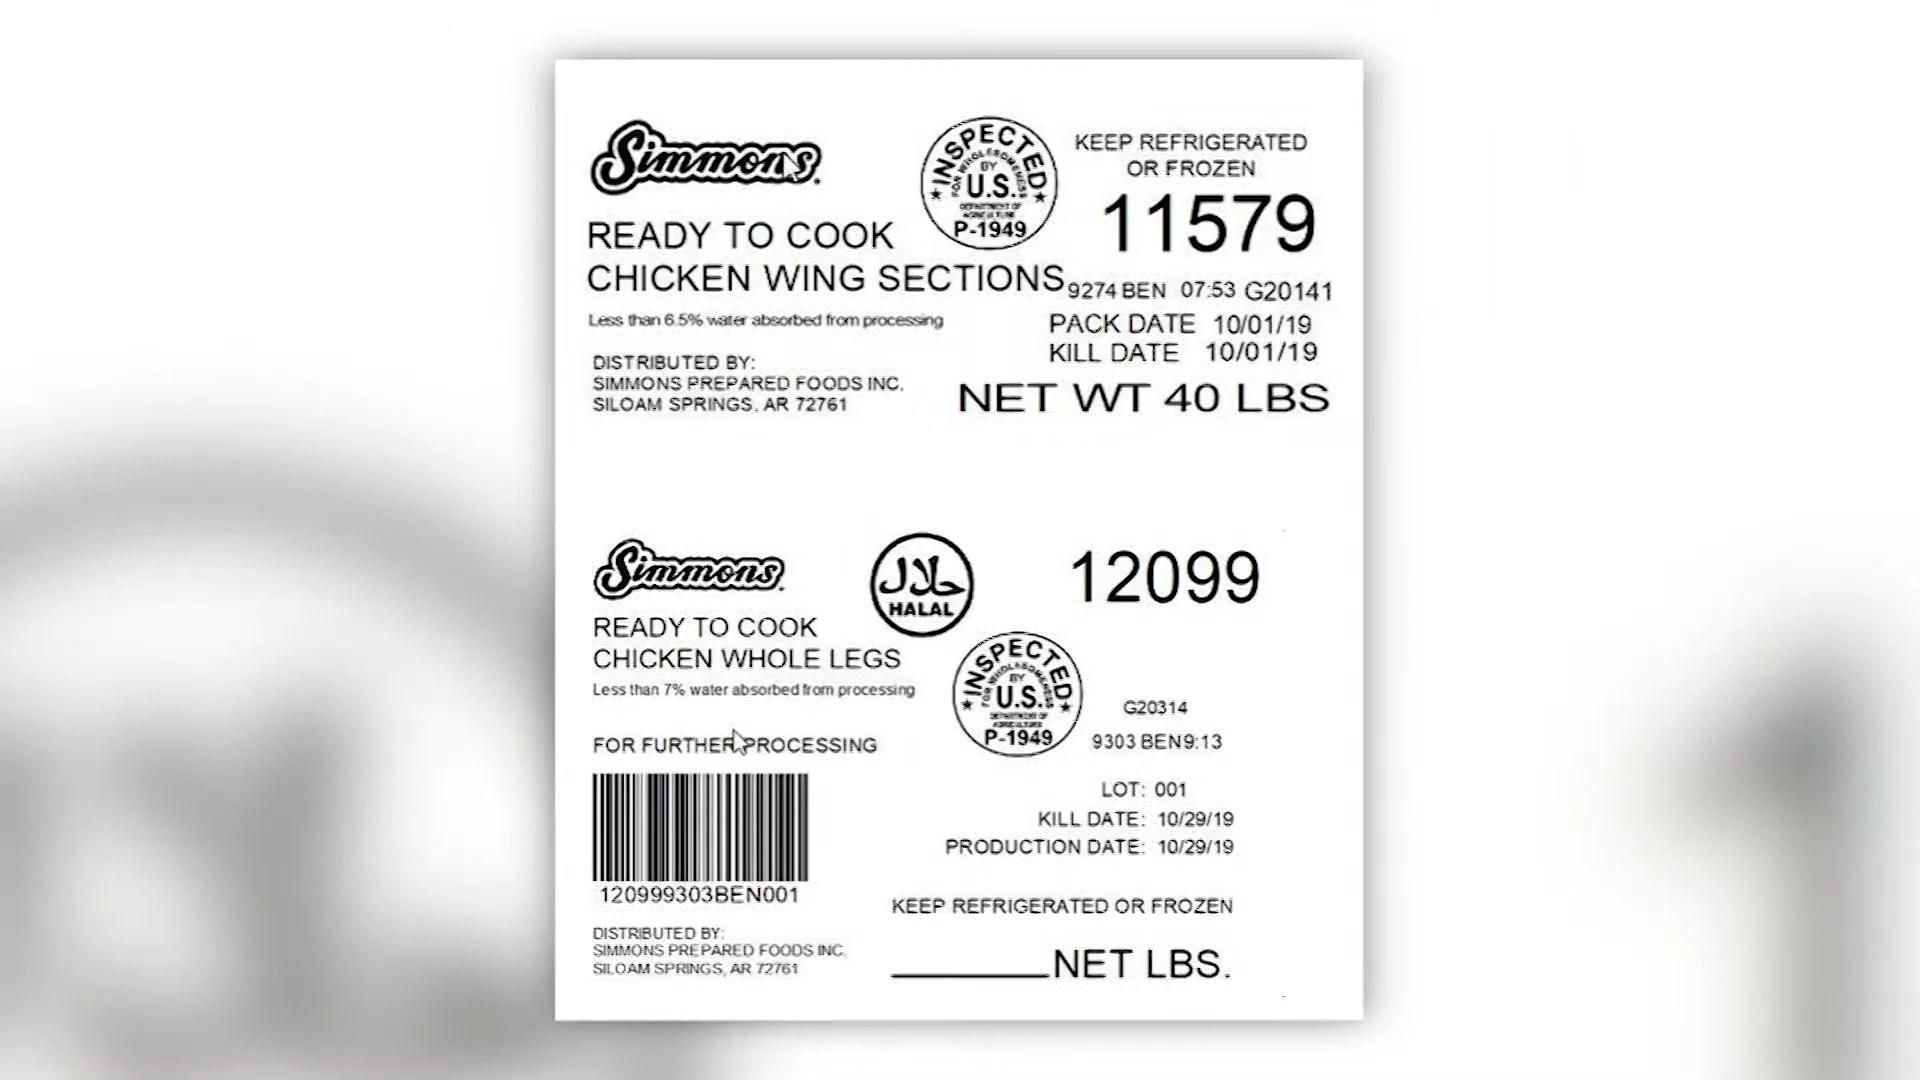 Simmons
READY TO COOK
CHICKEN WING SECTIONS
Less than 6.5% water absorbed from processing
DISTRIBUTED BY:
SIMMONS PREPARED FOODS INC.
SILOAM SPRINGS, AR 72761
INSPECTED
FOR WHOLESOMENESS
BY
U.S.
DEPARTMENT OF
AGRICULTURE
P-1949
KEEP REFRIGERATED
OR FROZEN
11579
9274 BEN 07:53 G20141
PACK DATE 10/01/19
KILL DATE 10/01/19
NET WT 40 LBS
Simmons
READY TO COOK
CHICKEN WHOLE LEGS
Less than 7% water absorbed from processing
FOR FURTHER PROCESSING
120999303BEN001
DISTRIBUTED BY:
SIMMONS PREPARED FOODS INC.
SILOAM SPRINGS, AR 72761
حلال
HALAL
INSPECTED
FOR WHOLESOMENESS
BY
U.S.
DEPARTMENT OF
AGRICULTURE
P-1949
12099
G20314
9303 BEN 9:13
LOT: 001
KILL DATE: 10/29/19
PRODUCTION DATE: 10/29/19
KEEP REFRIGERATED OR FROZEN
NET LBS.